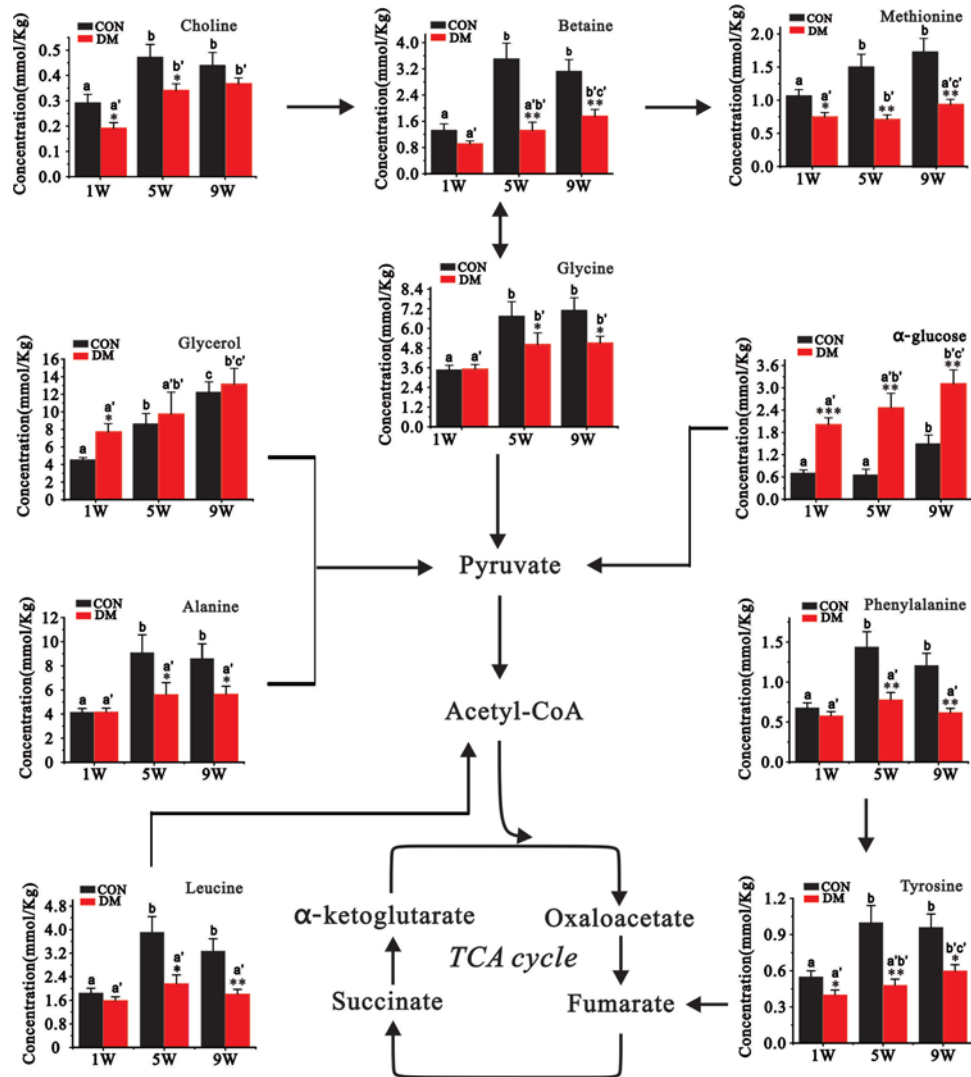 CON
DM
Choline
Concentration(mmol/Kg)
0.5
0.4
0.3
0.2
0.1
0.0
a
a'
*
b
b'
*
b
b'
1W 5W 9W
CON
DM
Betaine
Concentration(mmol/Kg)
4.0
3.2
2.4
1.6
0.8
0.0
a
a'
b
a'b'
**
b
b'c'
**
1W 5W 9W
CON
DM
Methionine
Concentration(mmol/Kg)
2.0
1.5
1.0
0.5
0.0
a
a'
*
b
b'
**
b
a'c'
**
1W 5W 9W
CON
DM
Glycine
Concentration(mmol/Kg)
8.4
7.2
6.0
4.8
3.6
2.4
1.2
0.0
a
a'
b
b'
*
b
b'
*
1W 5W 9W
CON
DM
Glycerol
Concentration(mmol/Kg)
16
14
12
10
8
6
4
2
0
a
a'
*
b
a'b'
c
b'c'
1W 5W 9W
CON
DM
α-glucose
Concentration(mmol/Kg)
3.6
3.0
2.4
1.8
1.2
0.6
0.0
a
a'
***
a
a'b'
**
b
b'c'
**
1W 5W 9W
Pyruvate
CON
DM
Alanine
Concentration(mmol/Kg)
12
10
8
6
4
2
0
a
a'
b
a'
*
b
a'
*
1W 5W 9W
CON
DM
Phenylalanine
Concentration(mmol/Kg)
1.5
1.0
0.5
0.0
a
a'
b
a'
**
b
a'
**
1W 5W 9W
Acetyl-CoA
CON
DM
Leucine
Concentration(mmol/Kg)
4.8
4.0
3.2
2.4
1.6
0.8
0
a
a'
b
a'
*
b
a'
**
1W 5W 9W
α-ketoglutarate
Oxaloacetate
TCA cycle
Succinate
Fumarate
CON
DM
Tyrosine
Concentration(mmol/Kg)
1.2
0.9
0.6
0.3
0.0
a
a'
*
b
a'b'
**
b
b'c'
*
1W 5W 9W